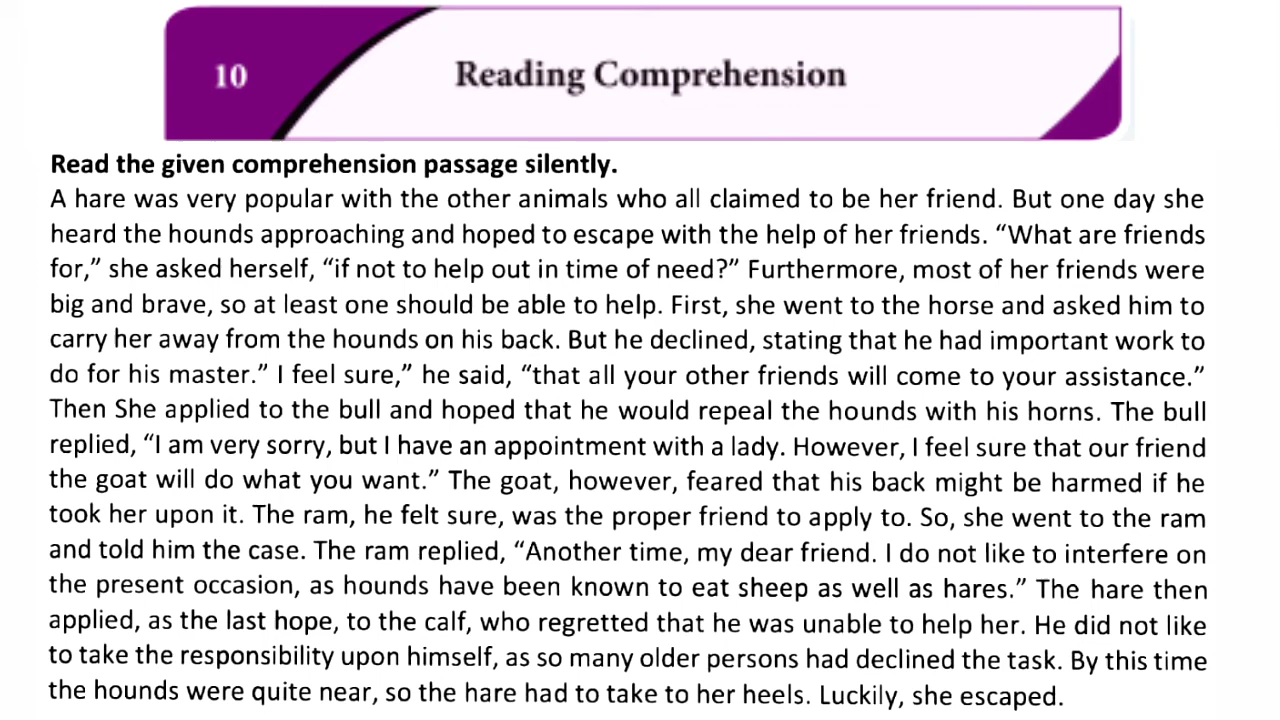 10
Reading Comprehension
Read the given comprehension passage silently.
A hare was very popular with the other animals who all claimed to be her friend. But one day she
heard the hounds approaching and hoped to escape with the help of her friends. “What are friends
for,” she asked herself, “if not to help out in time of need?” Furthermore, most of her friends were
big and brave, so at least one should be able to help. First, she went to the horse and asked him to
carry her away from the hounds on his back. But he declined, stating that he had important work to
do for his master.” I feel sure,” he said, “that all your other friends will come to your assistance.”
Then She applied to the bull and hoped that he would repeal the hounds with his horns. The bull
replied, “I am very sorry, but I have an appointment with a lady. However, I feel sure that our friend
the goat will do what you want.” The goat, however, feared that his back might be harmed if he
took her upon it. The ram, he felt sure, was the proper friend to apply to. So, she went to the ram
and told him the case. The ram replied, “Another time, my dear friend. I do not like to interfere on
the present occasion, as hounds have been known to eat sheep as well as hares.” The hare then
applied, as the last hope, to the calf, who regretted that he was unable to help her. He did not like
to take the responsibility upon himself, as so many older persons had declined the task. By this time
the hounds were quite near, so the hare had to take to her heels. Luckily, she escaped.